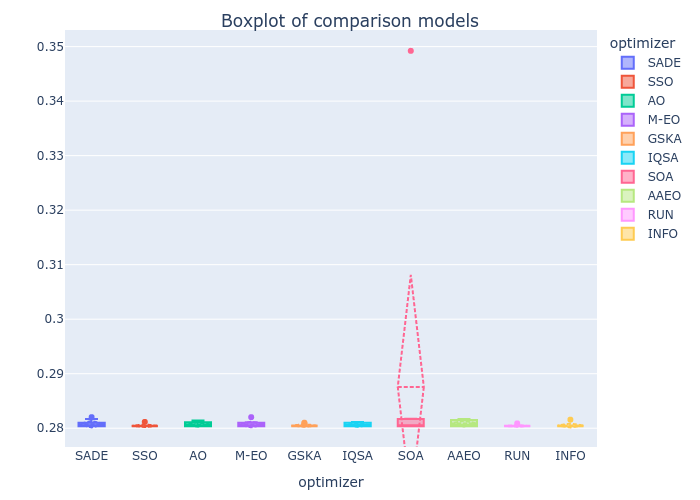 Boxplot of comparison models
0.35
0.34
0.33
0.32
0.31
0.3
0.29
0.28
SADE SSO AO M-EO GSKA IQSA SOA AAEO RUN INFO
optimizer
optimizer
SADE
SSO
AO
M-EO
GSKA
IQSA
SOA
AAEO
RUN
INFO